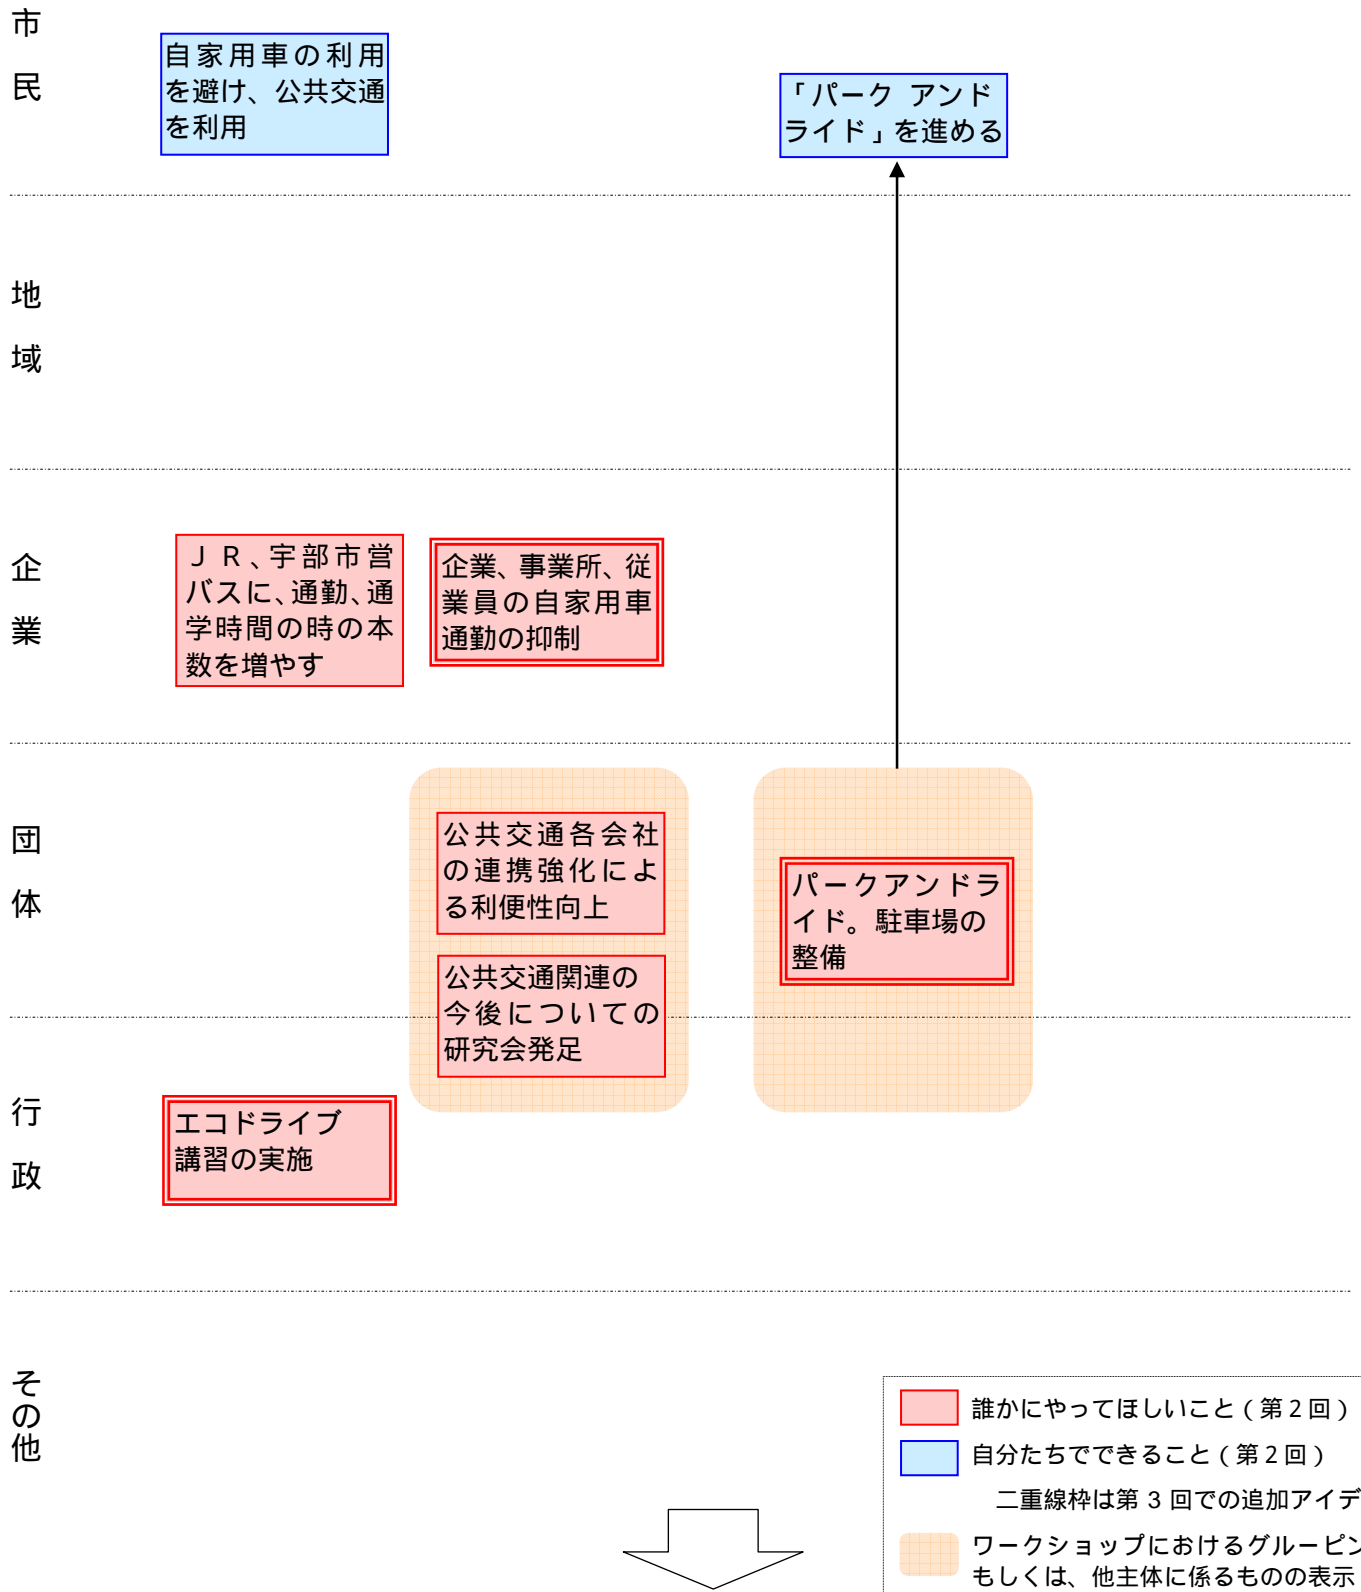 市民
自家用車の利用
を避け、公共交通
を利用
「パーク アンド
ライド」を進める
地域
企業
ＪＲ、宇部市営
バスに、通勤、通
学時間の時の本
数を増やす
企業、事業所、従
業員の自家用車
通勤の抑制
団体
公共交通各会社
の連携強化によ
る利便性向上
パークアンドラ
イド。駐車場の
整備
公共交通関連の
今後についての
研究会発足
行政
エコドライブ
講習の実施
その他
誰かにやってほしいこと（第２回）
自分たちでできること（第２回）
二重線枠は第３回での追加アイデ
ワークショップにおけるグルーピン
もしくは、他主体に係るものの表示